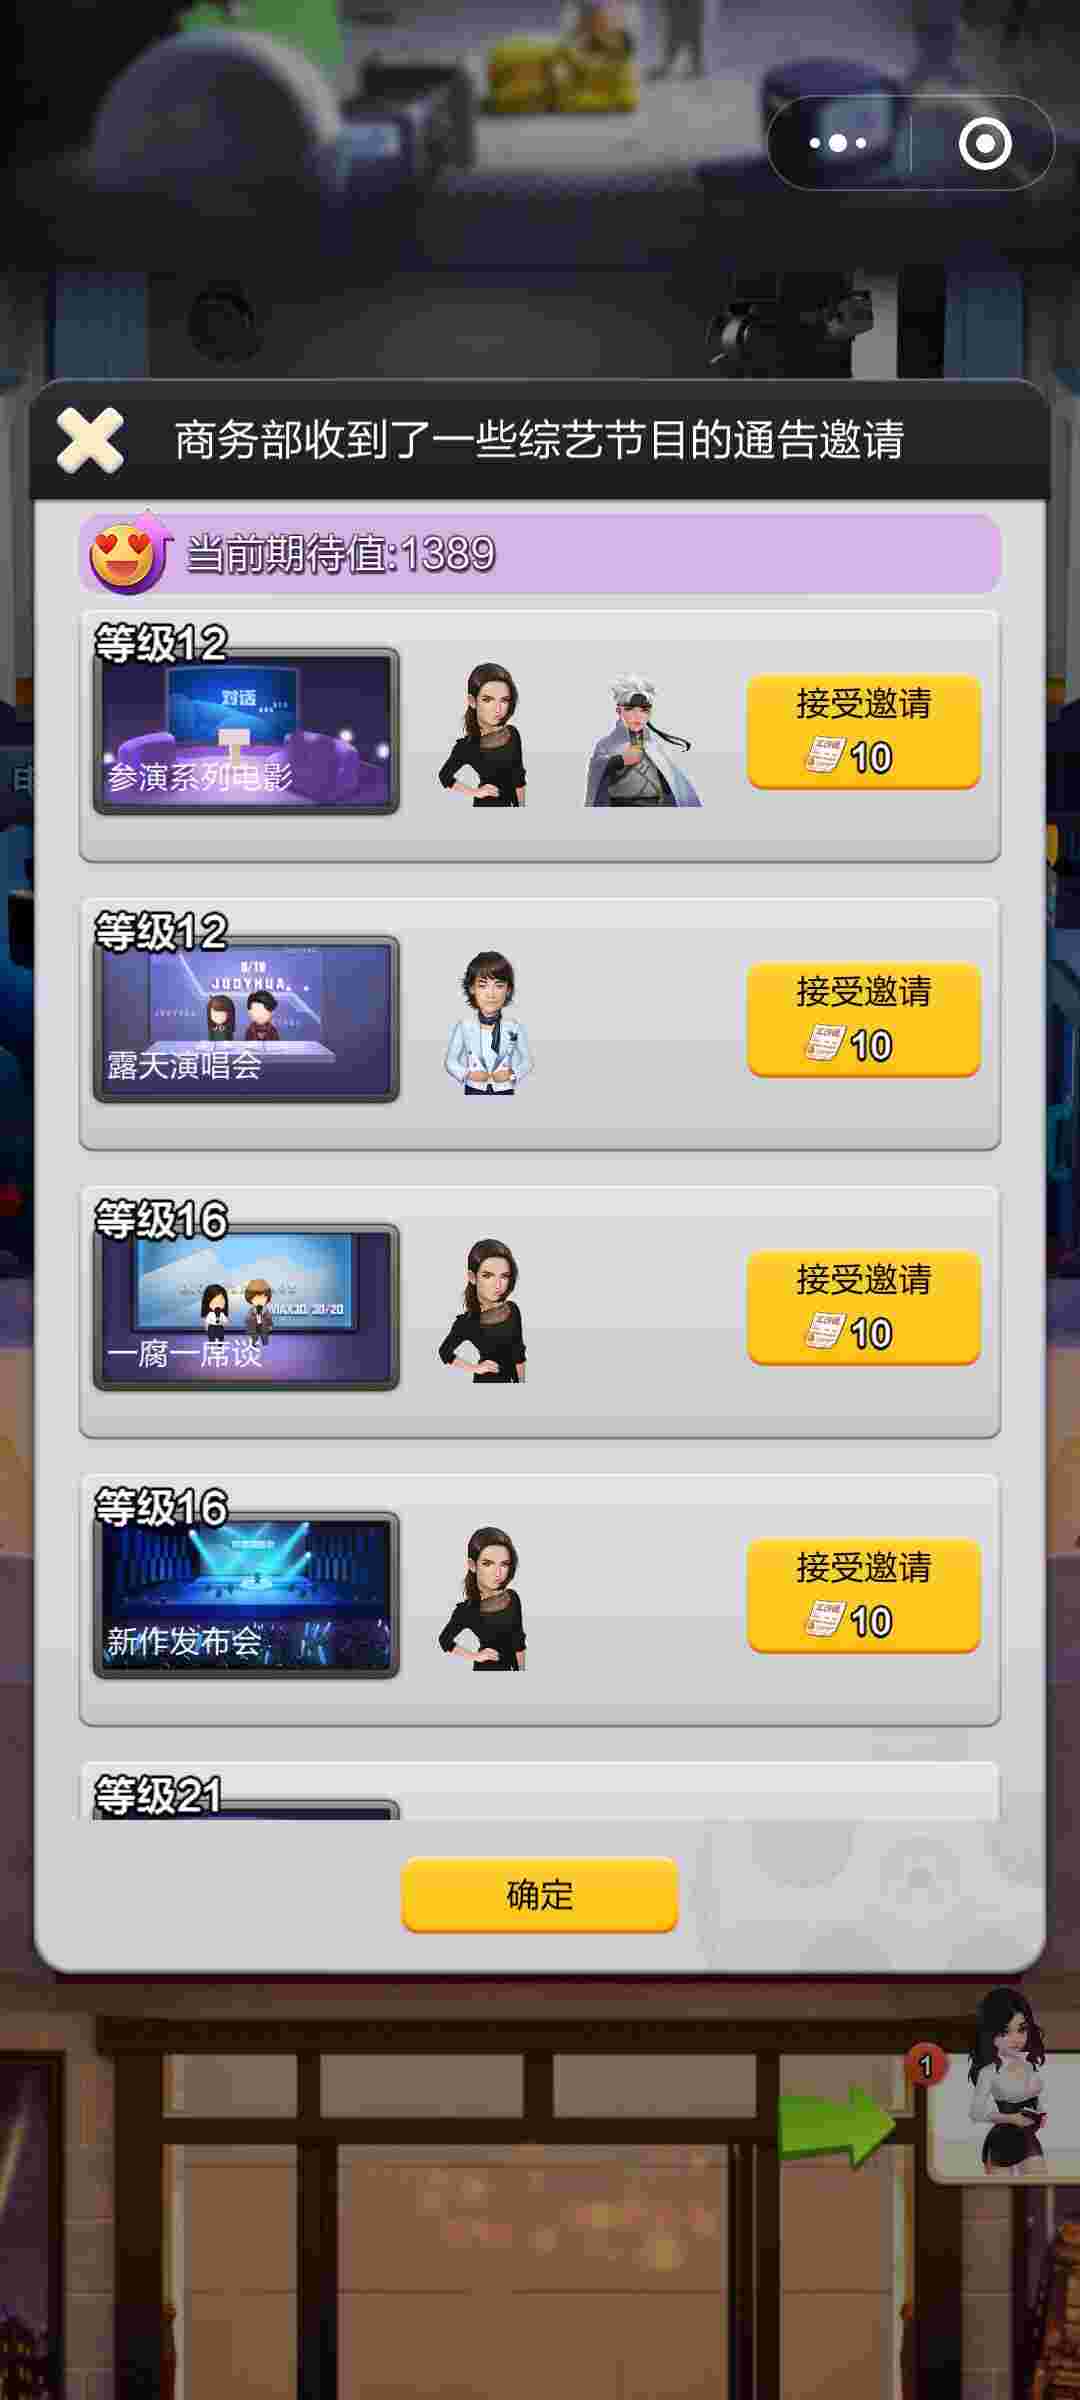 商务部收到了一些综艺节目的通告邀请
当前期待值:1389
等级12
对话
参演系列电影
接受邀请
10
等级12
8/18
JUDYHUA
露天演唱会
接受邀请
10
等级16
一腐一席谈
接受邀请
10
等级16
新作发布会
接受邀请
10
等级21
确定
1